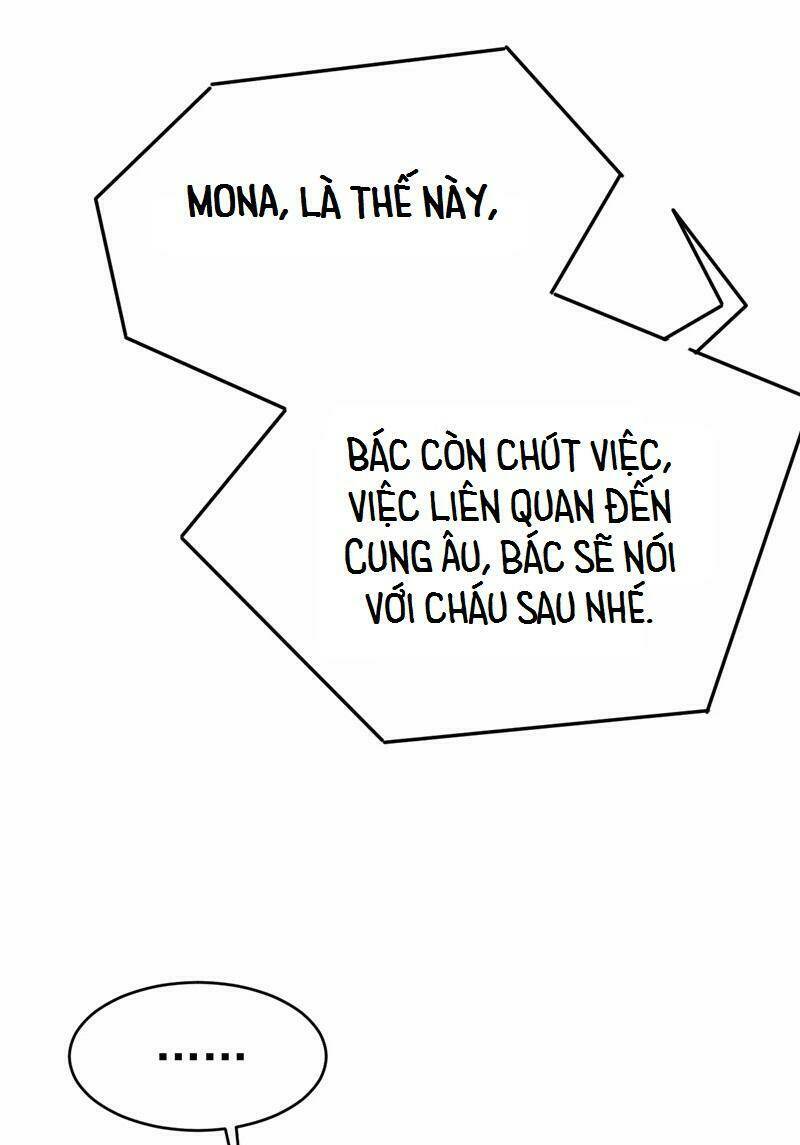 MONA, LÀ THẾ NÀY,
BÁC CÒN CHÚT VIỆC,
VIỆC LIÊN QUAN ĐẾN
CUNG ÂU, BÁC SẼ NÓI
VỚI CHÁU SAU NHÉ.
......